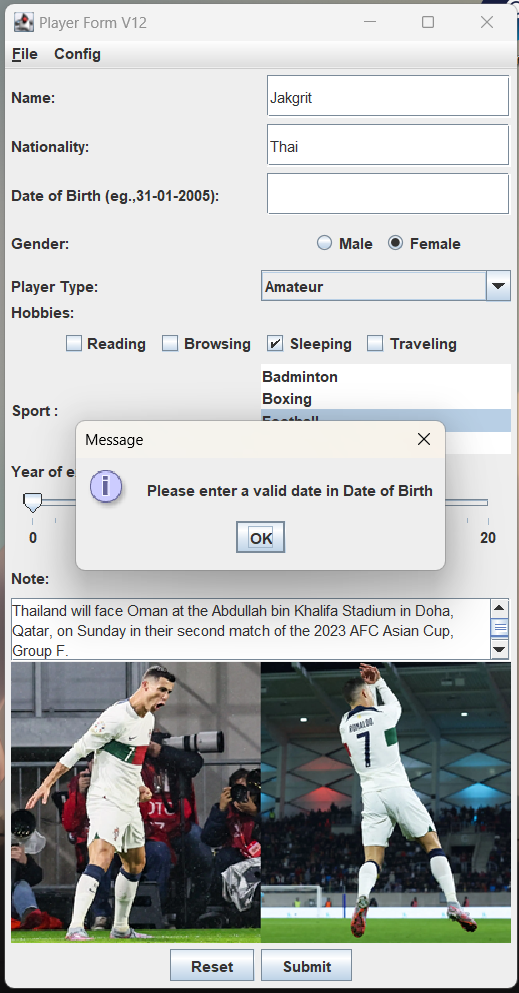 Player Form V12
File Config
Name: Jakgrit
Nationality: Thai
Date of Birth (eg.,31-01-2005):
Gender: Male Female
Player Type: Amateur
Hobbies:
Reading Browsing Sleeping Traveling
Badminton
Boxing
Sport : Football
Message
Year of e
Please enter a valid date in Date of Birth
OK
0 20
Note:
Thailand will face Oman at the Abdullah bin Khalifa Stadium in Doha,
Qatar, on Sunday in their second match of the 2023 AFC Asian Cup,
Group F.
7
RONALDO
7
Reset Submit